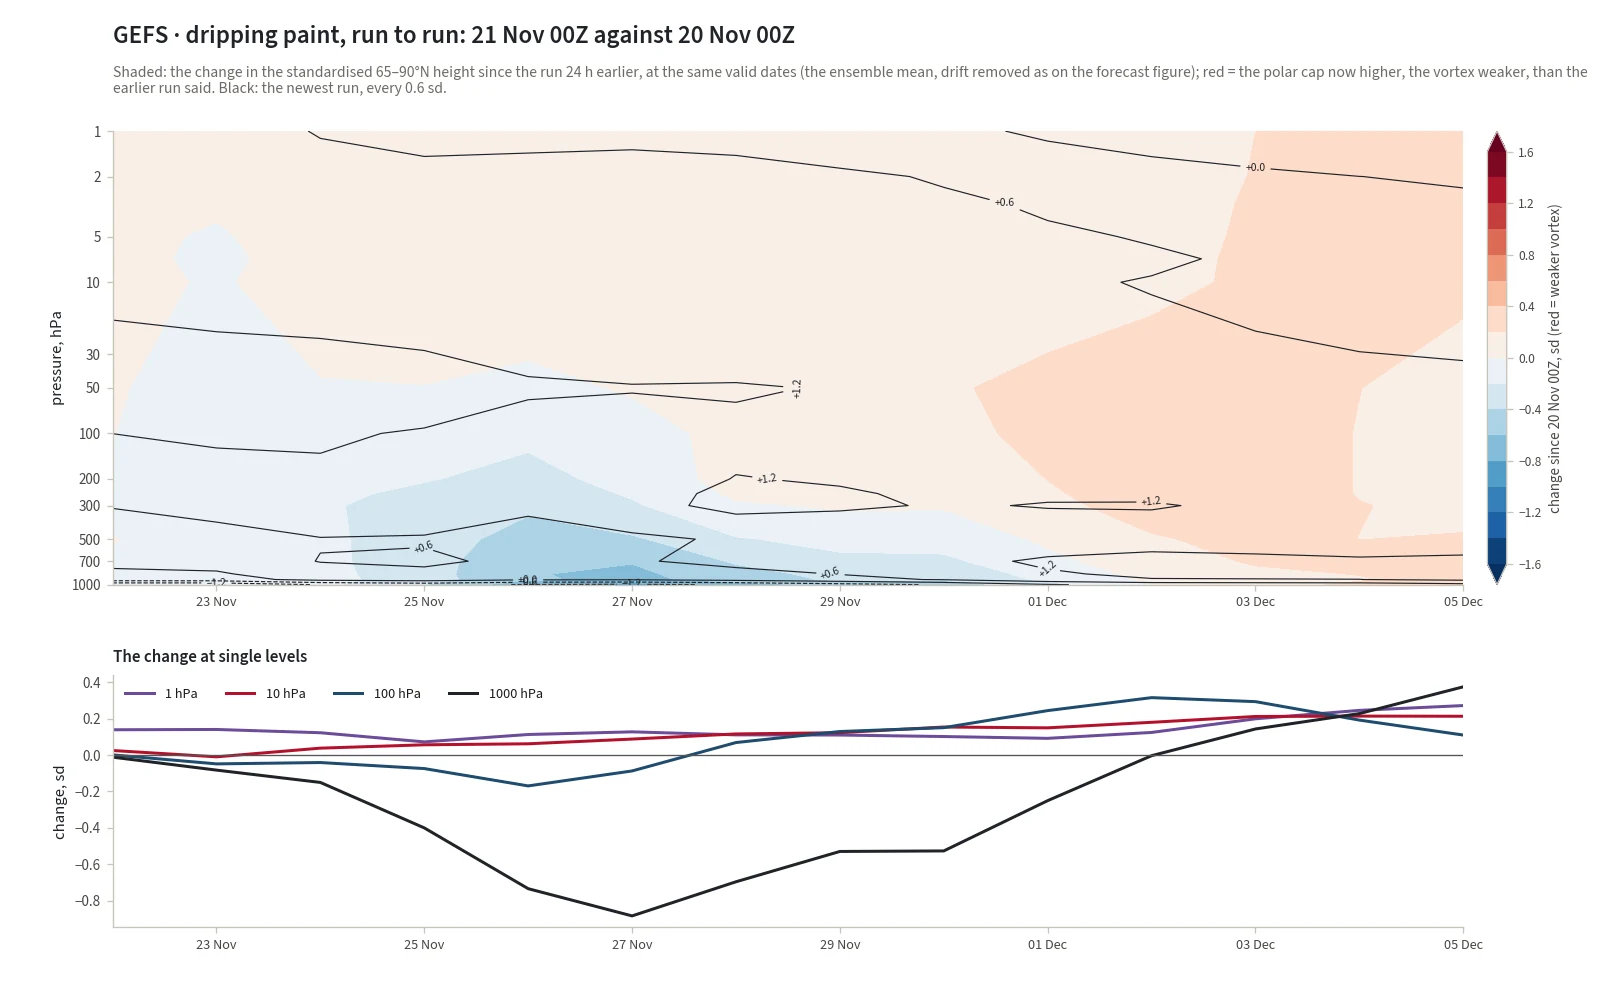 GEFS · dripping paint, run to run: 21 Nov 00Z against 20 Nov 00Z
Shaded: the change in the standardised 65–90°N height since the run 24 h earlier, at the same valid dates (the ensemble mean, drift removed as on the forecast figure); red = the polar cap now higher, the vortex weaker, than the
earlier run said. Black: the newest run, every 0.6 sd.
pressure, hPa
1
2
5
10
30
50
100
200
300
500
700
1000
+0.0
+0.6
+1.2
+1.2
+1.2
+0.6
+0.6
+1.2
23 Nov
25 Nov
27 Nov
29 Nov
01 Dec
03 Dec
05 Dec
1.6
1.2
0.8
0.4
0.0
−0.4
−0.8
−1.2
−1.6
change since 20 Nov 00Z, sd (red = weaker vortex)
The change at single levels
1 hPa
10 hPa
100 hPa
1000 hPa
change, sd
0.4
0.2
0.0
−0.2
−0.4
−0.6
−0.8
23 Nov
25 Nov
27 Nov
29 Nov
01 Dec
03 Dec
05 Dec